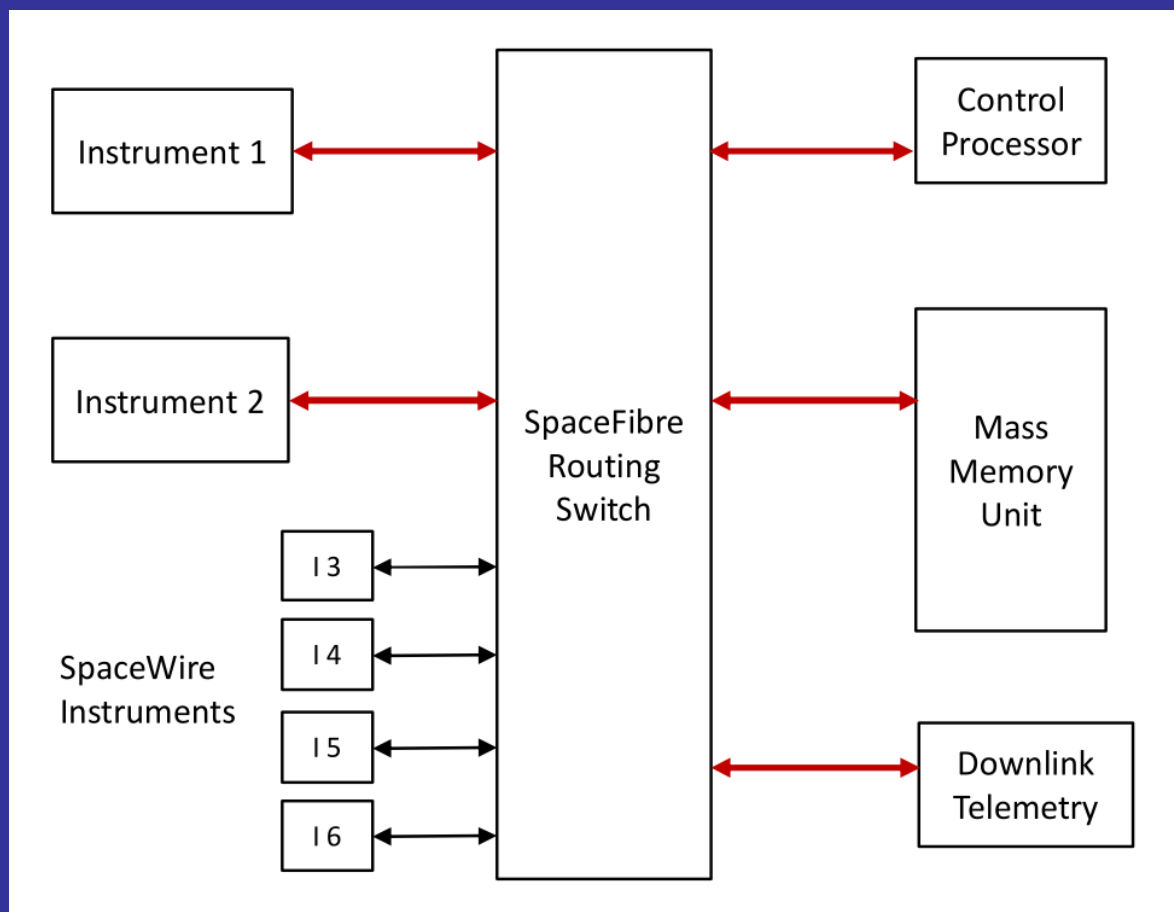 Instrument 1
Instrument 2
I 3
I 4
I 5
I 6
SpaceWire
Instruments
SpaceFibre
Routing
Switch
Control
Processor
Mass
Memory
Unit
Downlink
Telemetry